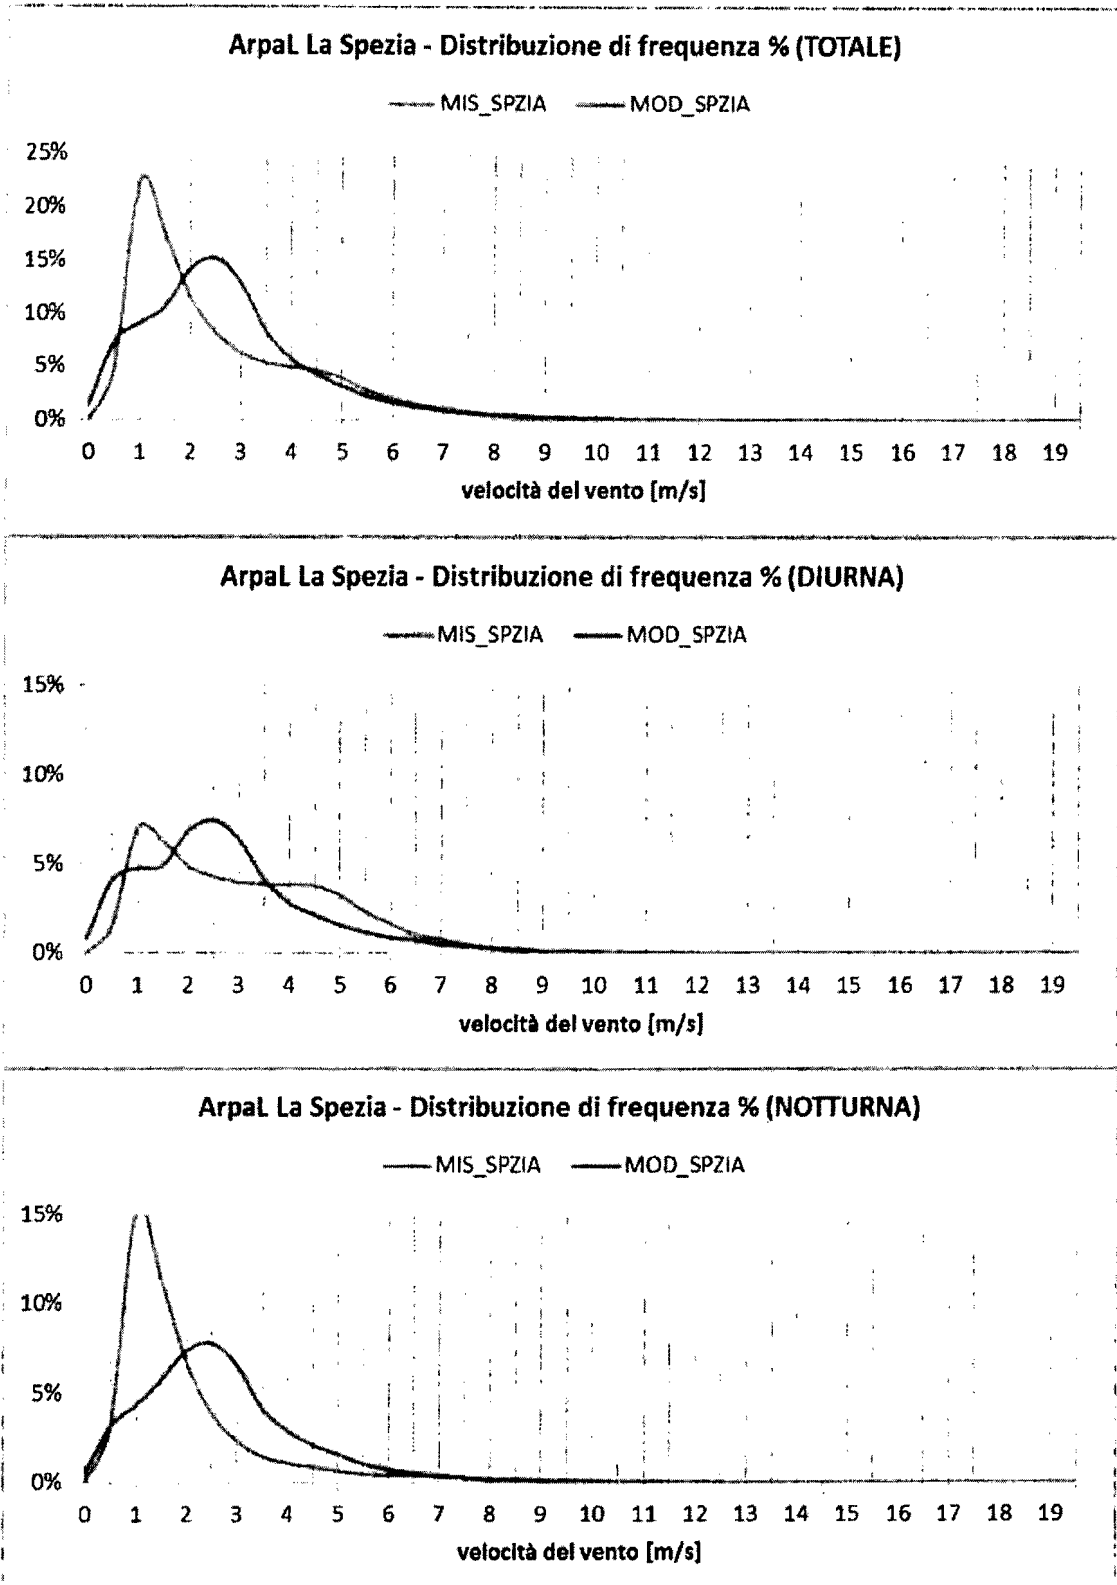 ArpaL La Spezia - Distribuzione di frequenza % (TOTALE)
MIS_SPZIA MOD_SPZIA
25%
20%
15%
10%
5%
0%
0 1 2 3 4 5 6 7 8 9 10 11 12 13 14 15 16 17 18 19
velocità del vento [m/s]
ArpaL La Spezia - Distribuzione di frequenza % (DIURNA)
MIS_SPZIA MOD_SPZIA
15%
10%
5%
0%
0 1 2 3 4 5 6 7 8 9 10 11 12 13 14 15 16 17 18 19
velocità del vento [m/s]
ArpaL La Spezia - Distribuzione di frequenza % (NOTTURNA)
MIS_SPZIA MOD_SPZIA
15%
10%
5%
0%
0 1 2 3 4 5 6 7 8 9 10 11 12 13 14 15 16 17 18 19
velocità del vento [m/s]